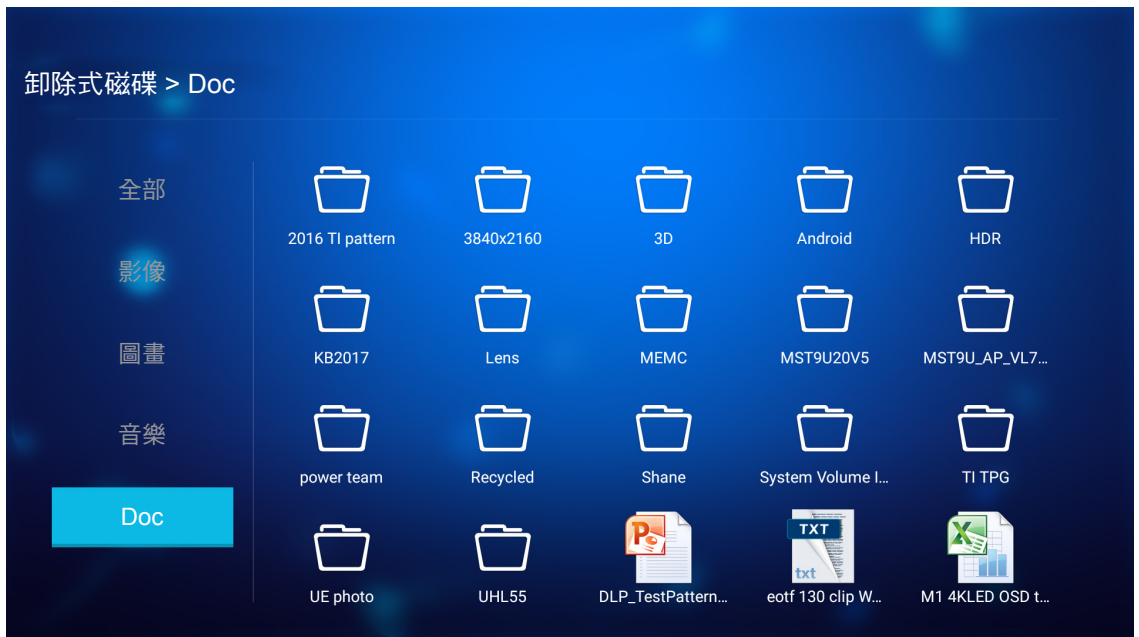 卸除式磁碟 > Doc
全部
影像
圖畫
音樂
Doc
2016 TI pattern
3840x2160
3D
Android
HDR
KB2017
Lens
MEMC
MST9U20V5
MST9U_AP_VL7...
power team
Recycled
Shane
System Volume I...
TI TPG
UE photo
UHL55
P
TXT
txt
X
DLP_TestPattern...
eotf 130 clip W...
M1 4KLED OSD t...